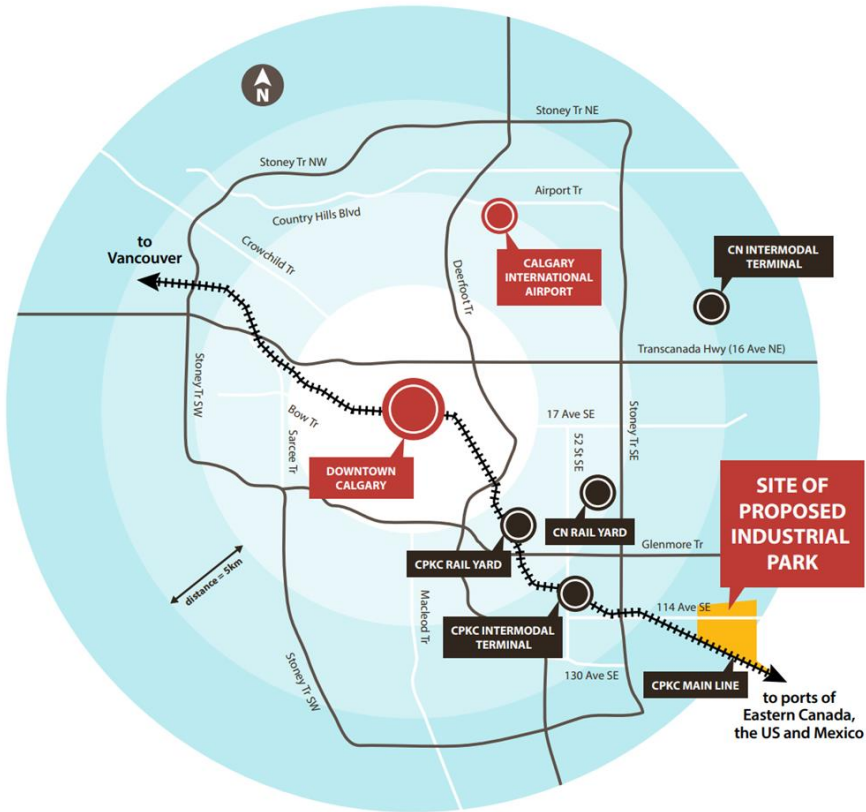 N
Stoney Tr NE
Stoney Tr NW
Airport Tr
Country Hills Blvd
to
Vancouver
Crowchild Tr
Deerfoot Tr
CALGARY
INTERNATIONAL
AIRPORT
CN INTERMODAL
TERMINAL
Transcanada Hwy (16 Ave NE)
Stoney Tr SW
Bow Tr
Sarcee Tr
17 Ave SE
52 St SE
Stoney Tr SE
DOWNTOWN
CALGARY
SITE OF
PROPOSED
INDUSTRIAL
PARK
CN RAIL YARD
Glenmore Tr
CPKC RAIL YARD
distance = 5km
Macleod Tr
114 Ave SE
CPKC INTERMODAL
TERMINAL
130 Ave SE
CPKC MAIN LINE
Stoney Tr SW
to ports of
Eastern Canada,
the US and Mexico